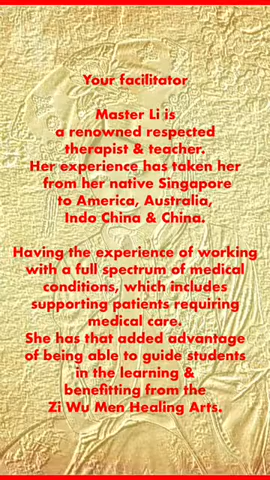 Your facilitator
Master Li is
a renowned respected
therapist & teacher.
Her experience has taken her
from her native Singapore
to America, Australia,
Indo China & China.
Having the experience of working
with a full spectrum of medical
conditions, which includes
supporting patients requiring
medical care.
She has that added advantage
of being able to guide students
in the learning &
benefitting from the
Zi Wu Men Healing Arts.